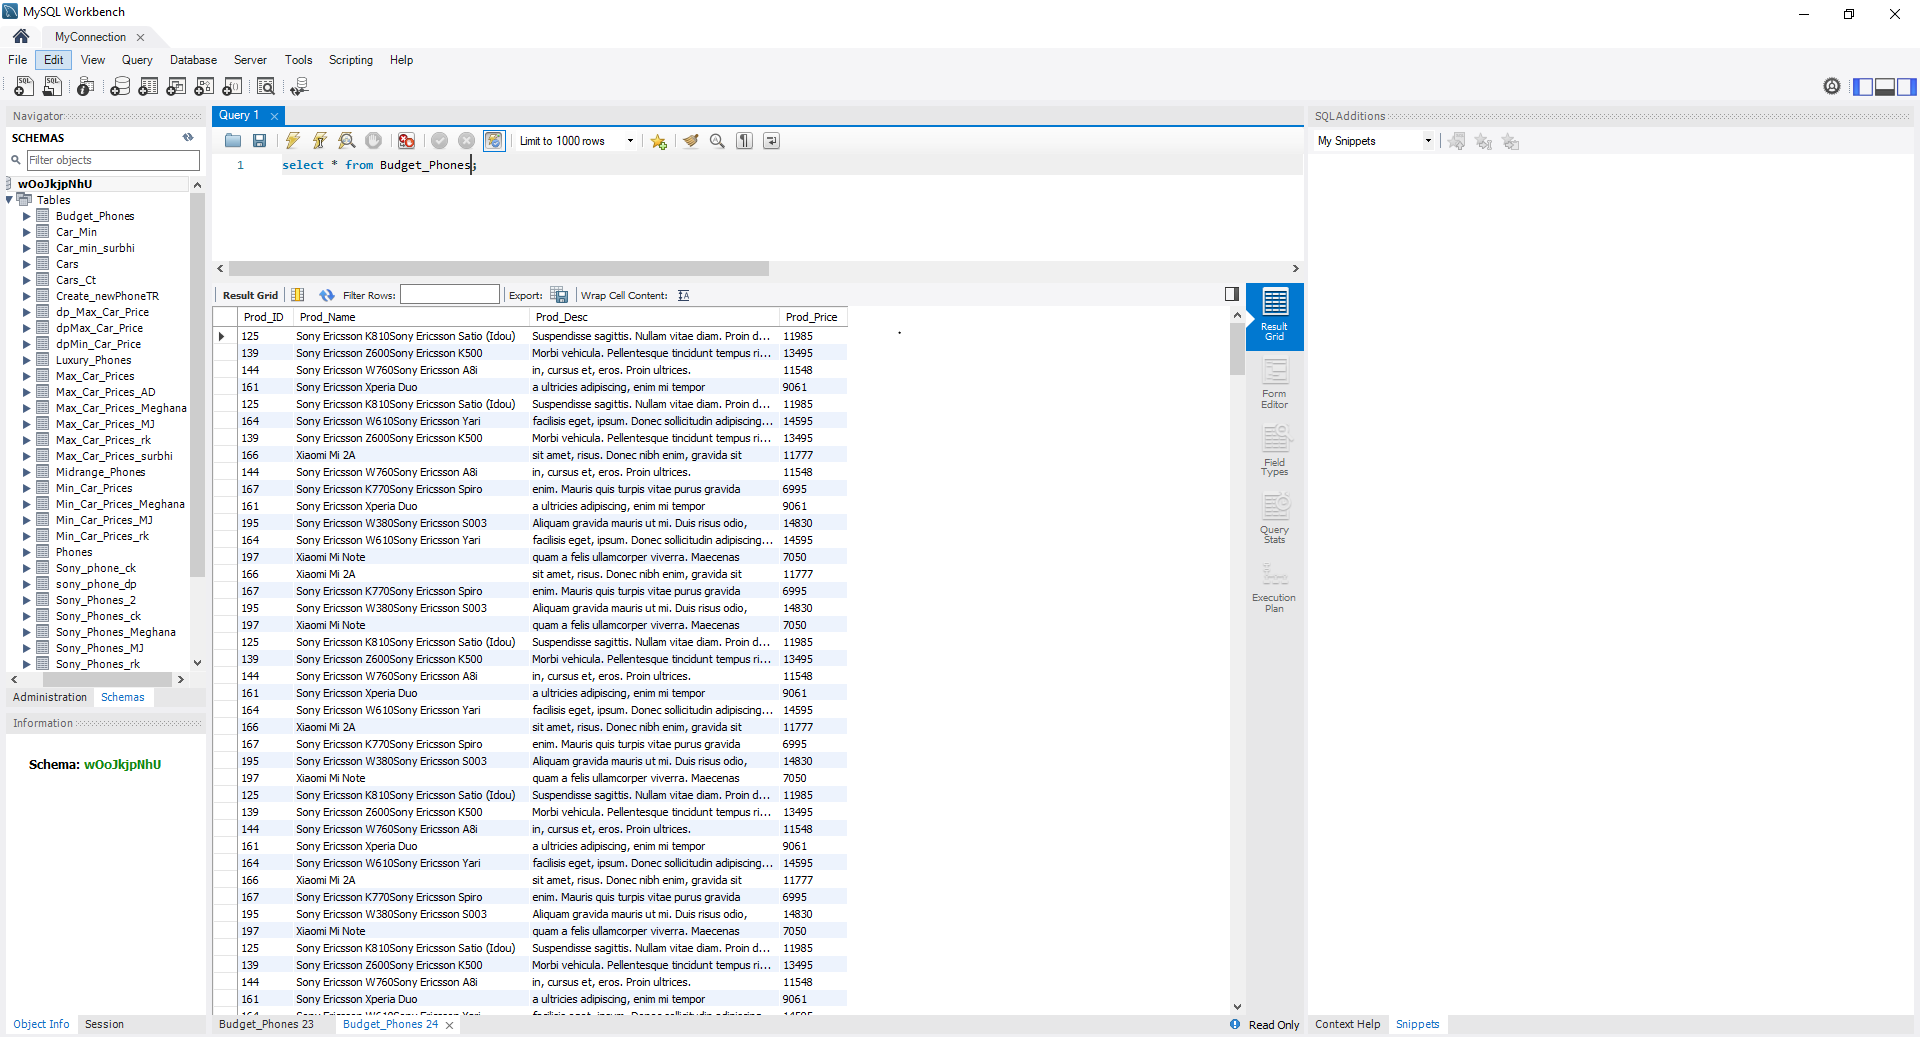 MySQL Workbench
MyConnection
File Edit View Query Database Server Tools Scripting Help
Navigator
SCHEMAS
Filter objects
wOoJkjpNhU
Tables
Budget_Phones
Car_Min
Car_min_surbhi
Cars
Cars_Ct
Create_newPhoneTR
dp_Max_Car_Price
dpMax_Car_Price
dpMin_Car_Price
Luxury_Phones
Max_Car_Prices
Max_Car_Prices_AD
Max_Car_Prices_Meghana
Max_Car_Prices_MJ
Max_Car_Prices_rk
Max_Car_Prices_surbhi
Midrange_Phones
Min_Car_Prices
Min_Car_Prices_Meghana
Min_Car_Prices_MJ
Min_Car_Prices_rk
Phones
Sony_phone_ck
sony_phone_dp
Sony_Phones_2
Sony_Phones_ck
Sony_Phones_Meghana
Sony_Phones_MJ
Sony_Phones_rk
Administration Schemas
Information
Schema: wOoJkjpNhU
Object Info Session
Query 1
Limit to 1000 rows
1 select * from Budget_Phones;
Result Grid Filter Rows: Export: Wrap Cell Content:
Prod_ID Prod_Name Prod_Desc Prod_Price
125 Sony Ericsson K810Sony Ericsson Satio (Idou) Suspendisse sagittis. Nullam vitae diam. Proin d... 11985
139 Sony Ericsson Z600Sony Ericsson K500 Morbi vehicula. Pellentesque tincidunt tempus ri... 13495
144 Sony Ericsson W760Sony Ericsson A8i in, cursus et, eros. Proin ultrices. 11548
161 Sony Ericsson Xperia Duo a ultricies adipiscing, enim mi tempor 9061
125 Sony Ericsson K810Sony Ericsson Satio (Idou) Suspendisse sagittis. Nullam vitae diam. Proin d... 11985
164 Sony Ericsson W610Sony Ericsson Yari facilisis eget, ipsum. Donec sollicitudin adipiscing... 14595
139 Sony Ericsson Z600Sony Ericsson K500 Morbi vehicula. Pellentesque tincidunt tempus ri... 13495
166 Xiaomi Mi 2A sit amet, risus. Donec nibh enim, gravida sit 11777
144 Sony Ericsson W760Sony Ericsson A8i in, cursus et, eros. Proin ultrices. 11548
167 Sony Ericsson K770Sony Ericsson Spiro enim. Mauris quis turpis vitae purus gravida 6995
161 Sony Ericsson Xperia Duo a ultricies adipiscing, enim mi tempor 9061
195 Sony Ericsson W380Sony Ericsson S003 Aliquam gravida mauris ut mi. Duis risus odio, 14830
164 Sony Ericsson W610Sony Ericsson Yari facilisis eget, ipsum. Donec sollicitudin adipiscing... 14595
197 Xiaomi Mi Note quam a felis ullamcorper viverra. Maecenas 7050
166 Xiaomi Mi 2A sit amet, risus. Donec nibh enim, gravida sit 11777
167 Sony Ericsson K770Sony Ericsson Spiro enim. Mauris quis turpis vitae purus gravida 6995
195 Sony Ericsson W380Sony Ericsson S003 Aliquam gravida mauris ut mi. Duis risus odio, 14830
197 Xiaomi Mi Note quam a felis ullamcorper viverra. Maecenas 7050
125 Sony Ericsson K810Sony Ericsson Satio (Idou) Suspendisse sagittis. Nullam vitae diam. Proin d... 11985
139 Sony Ericsson Z600Sony Ericsson K500 Morbi vehicula. Pellentesque tincidunt tempus ri... 13495
144 Sony Ericsson W760Sony Ericsson A8i in, cursus et, eros. Proin ultrices. 11548
161 Sony Ericsson Xperia Duo a ultricies adipiscing, enim mi tempor 9061
164 Sony Ericsson W610Sony Ericsson Yari facilisis eget, ipsum. Donec sollicitudin adipiscing... 14595
166 Xiaomi Mi 2A sit amet, risus. Donec nibh enim, gravida sit 11777
167 Sony Ericsson K770Sony Ericsson Spiro enim. Mauris quis turpis vitae purus gravida 6995
195 Sony Ericsson W380Sony Ericsson S003 Aliquam gravida mauris ut mi. Duis risus odio, 14830
197 Xiaomi Mi Note quam a felis ullamcorper viverra. Maecenas 7050
125 Sony Ericsson K810Sony Ericsson Satio (Idou) Suspendisse sagittis. Nullam vitae diam. Proin d... 11985
139 Sony Ericsson Z600Sony Ericsson K500 Morbi vehicula. Pellentesque tincidunt tempus ri... 13495
144 Sony Ericsson W760Sony Ericsson A8i in, cursus et, eros. Proin ultrices. 11548
161 Sony Ericsson Xperia Duo a ultricies adipiscing, enim mi tempor 9061
164 Sony Ericsson W610Sony Ericsson Yari facilisis eget, ipsum. Donec sollicitudin adipiscing... 14595
166 Xiaomi Mi 2A sit amet, risus. Donec nibh enim, gravida sit 11777
167 Sony Ericsson K770Sony Ericsson Spiro enim. Mauris quis turpis vitae purus gravida 6995
195 Sony Ericsson W380Sony Ericsson S003 Aliquam gravida mauris ut mi. Duis risus odio, 14830
197 Xiaomi Mi Note quam a felis ullamcorper viverra. Maecenas 7050
125 Sony Ericsson K810Sony Ericsson Satio (Idou) Suspendisse sagittis. Nullam vitae diam. Proin d... 11985
139 Sony Ericsson Z600Sony Ericsson K500 Morbi vehicula. Pellentesque tincidunt tempus ri... 13495
144 Sony Ericsson W760Sony Ericsson A8i in, cursus et, eros. Proin ultrices. 11548
161 Sony Ericsson Xperia Duo a ultricies adipiscing, enim mi tempor 9061
Result
Grid
Form
Editor
Field
Types
Query
Stats
Execution
Plan
Budget_Phones 23 Budget_Phones 24
Read Only
SQLAdditions
My Snippets
Context Help Snippets